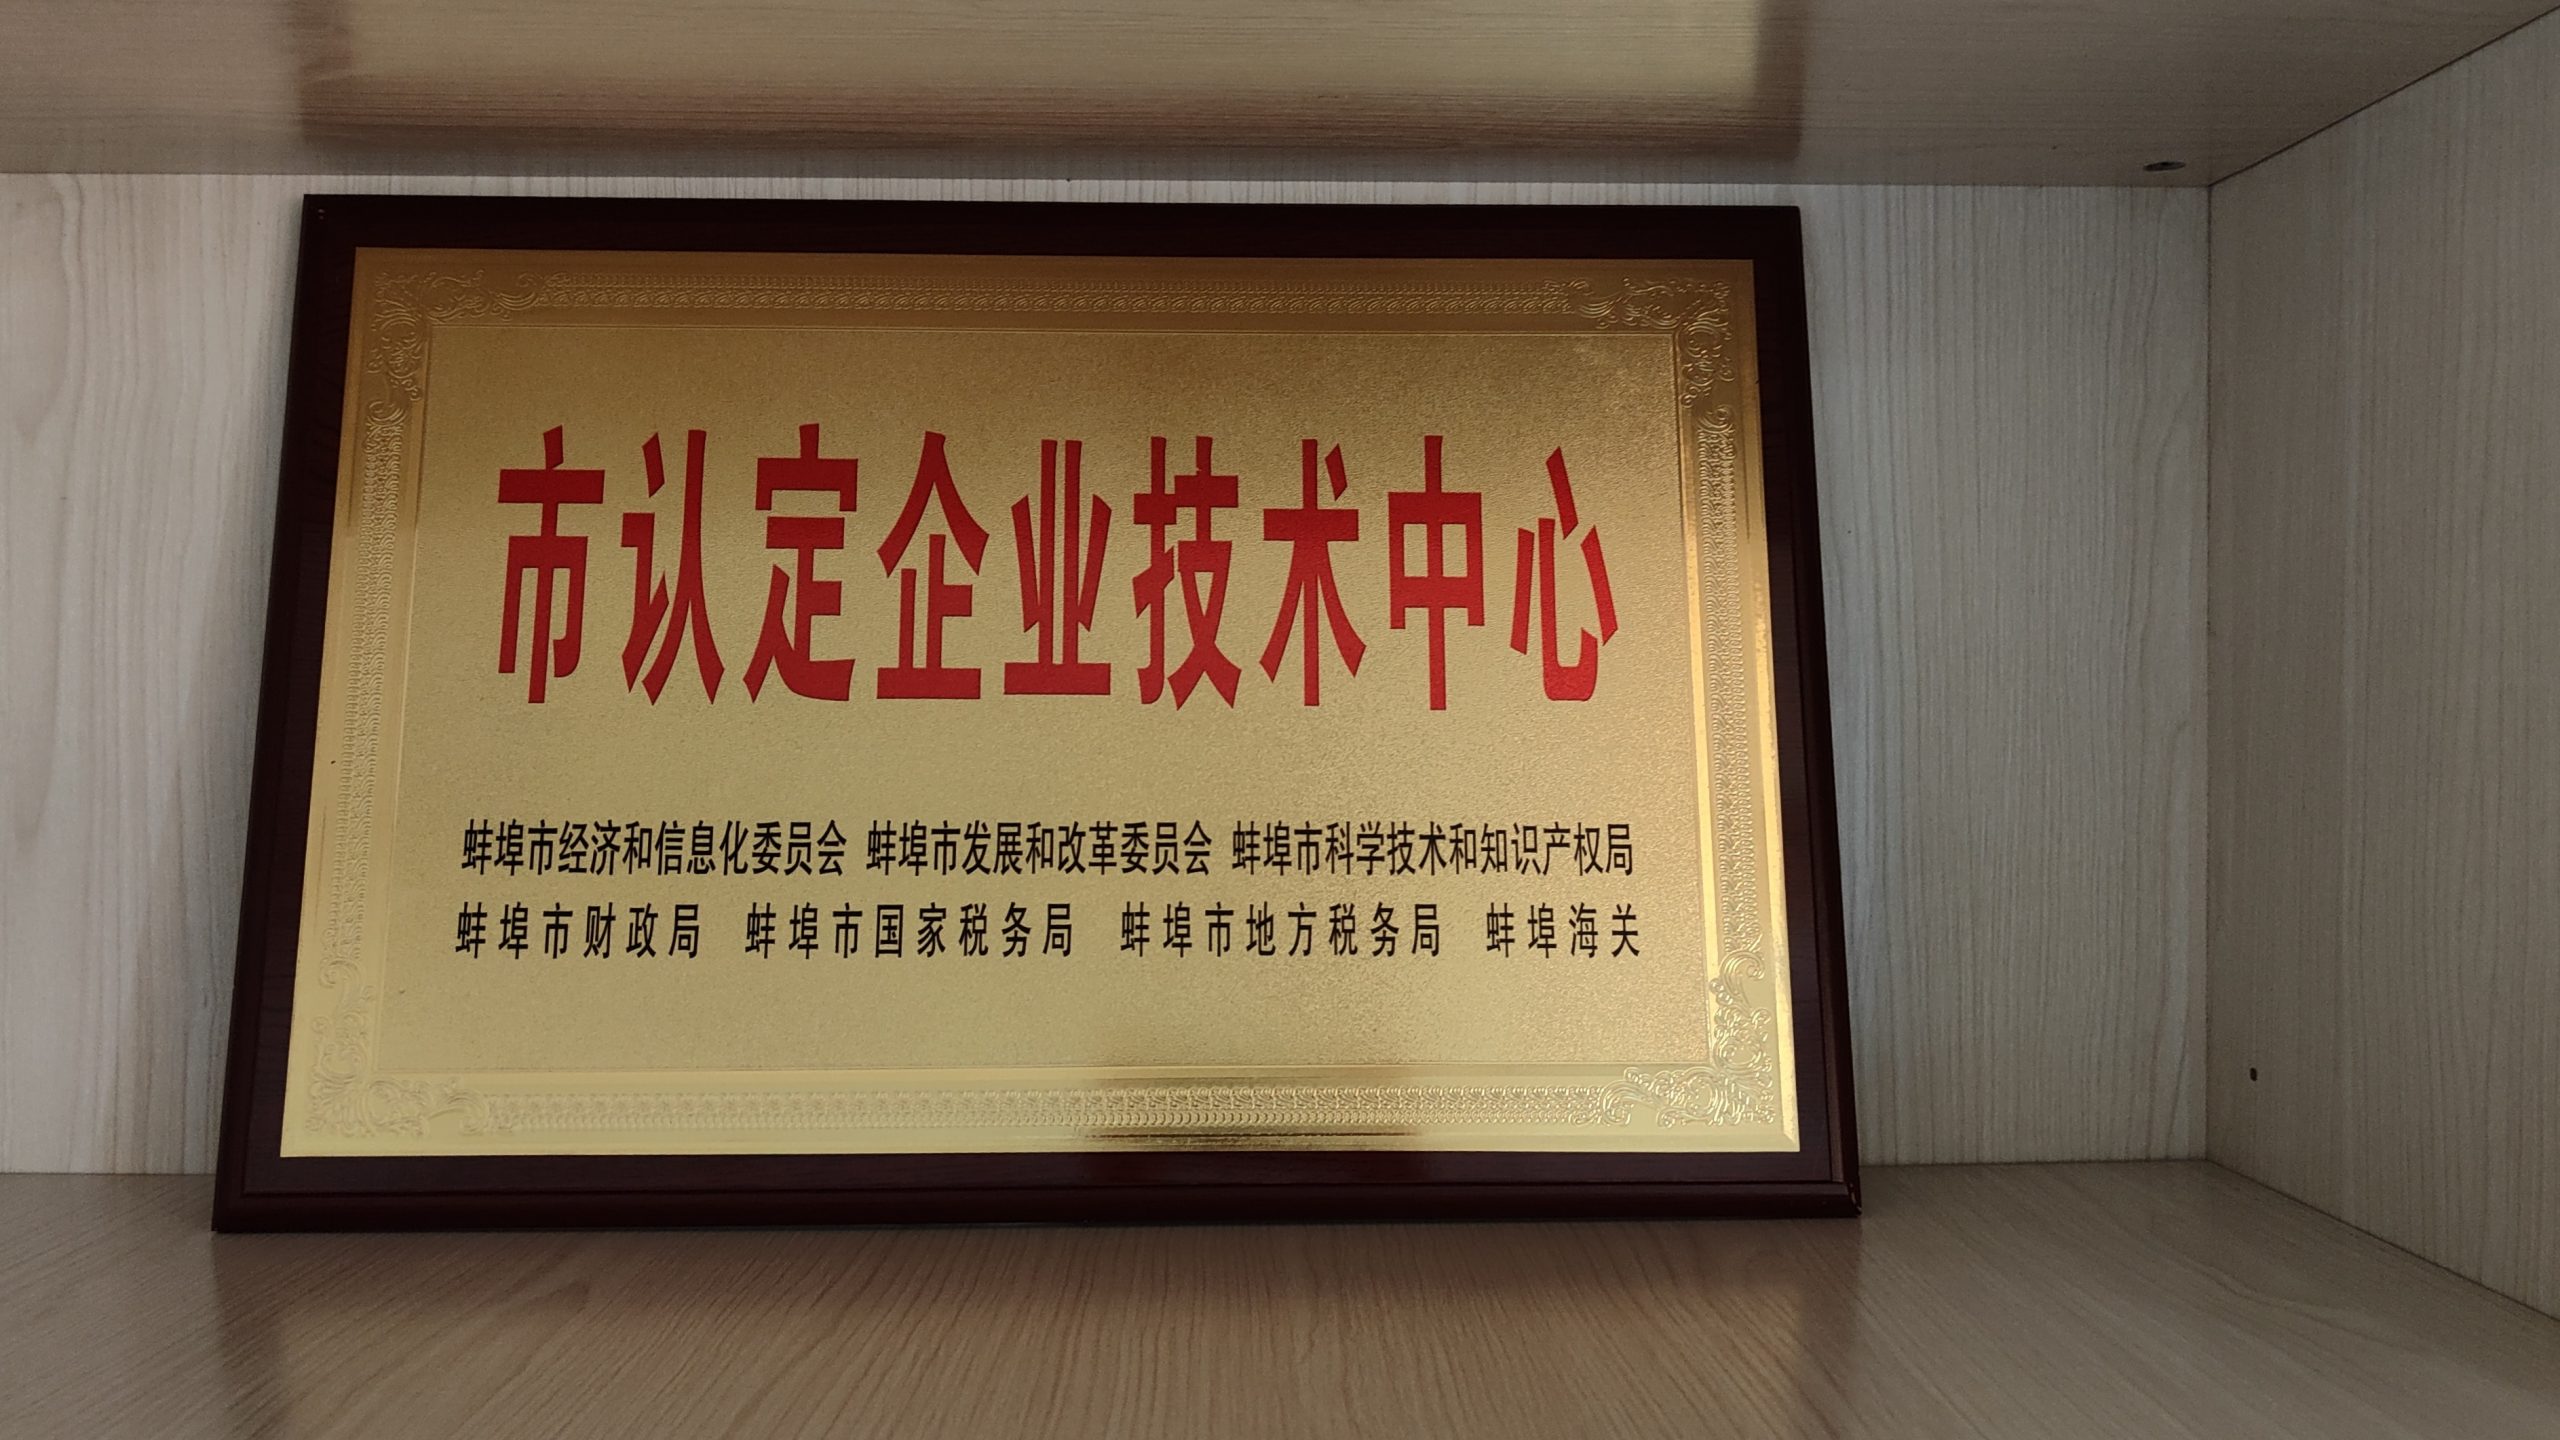 市认定企业技术中心
蚌埠市经济和信息化委员会 蚌埠市发展和改革委员会 蚌埠市科学技术和知识产权局
蚌埠市财政局 蚌埠市国家税务局 蚌埠市地方税务局 蚌埠海关